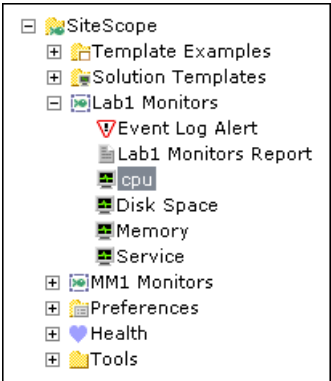 SiteScope
Template Examples
Solution Templates
Lab1 Monitors
Event Log Alert
Lab1 Monitors Report
cpu
Disk Space
Memory
Service
MM1 Monitors
Preferences
Health
Tools